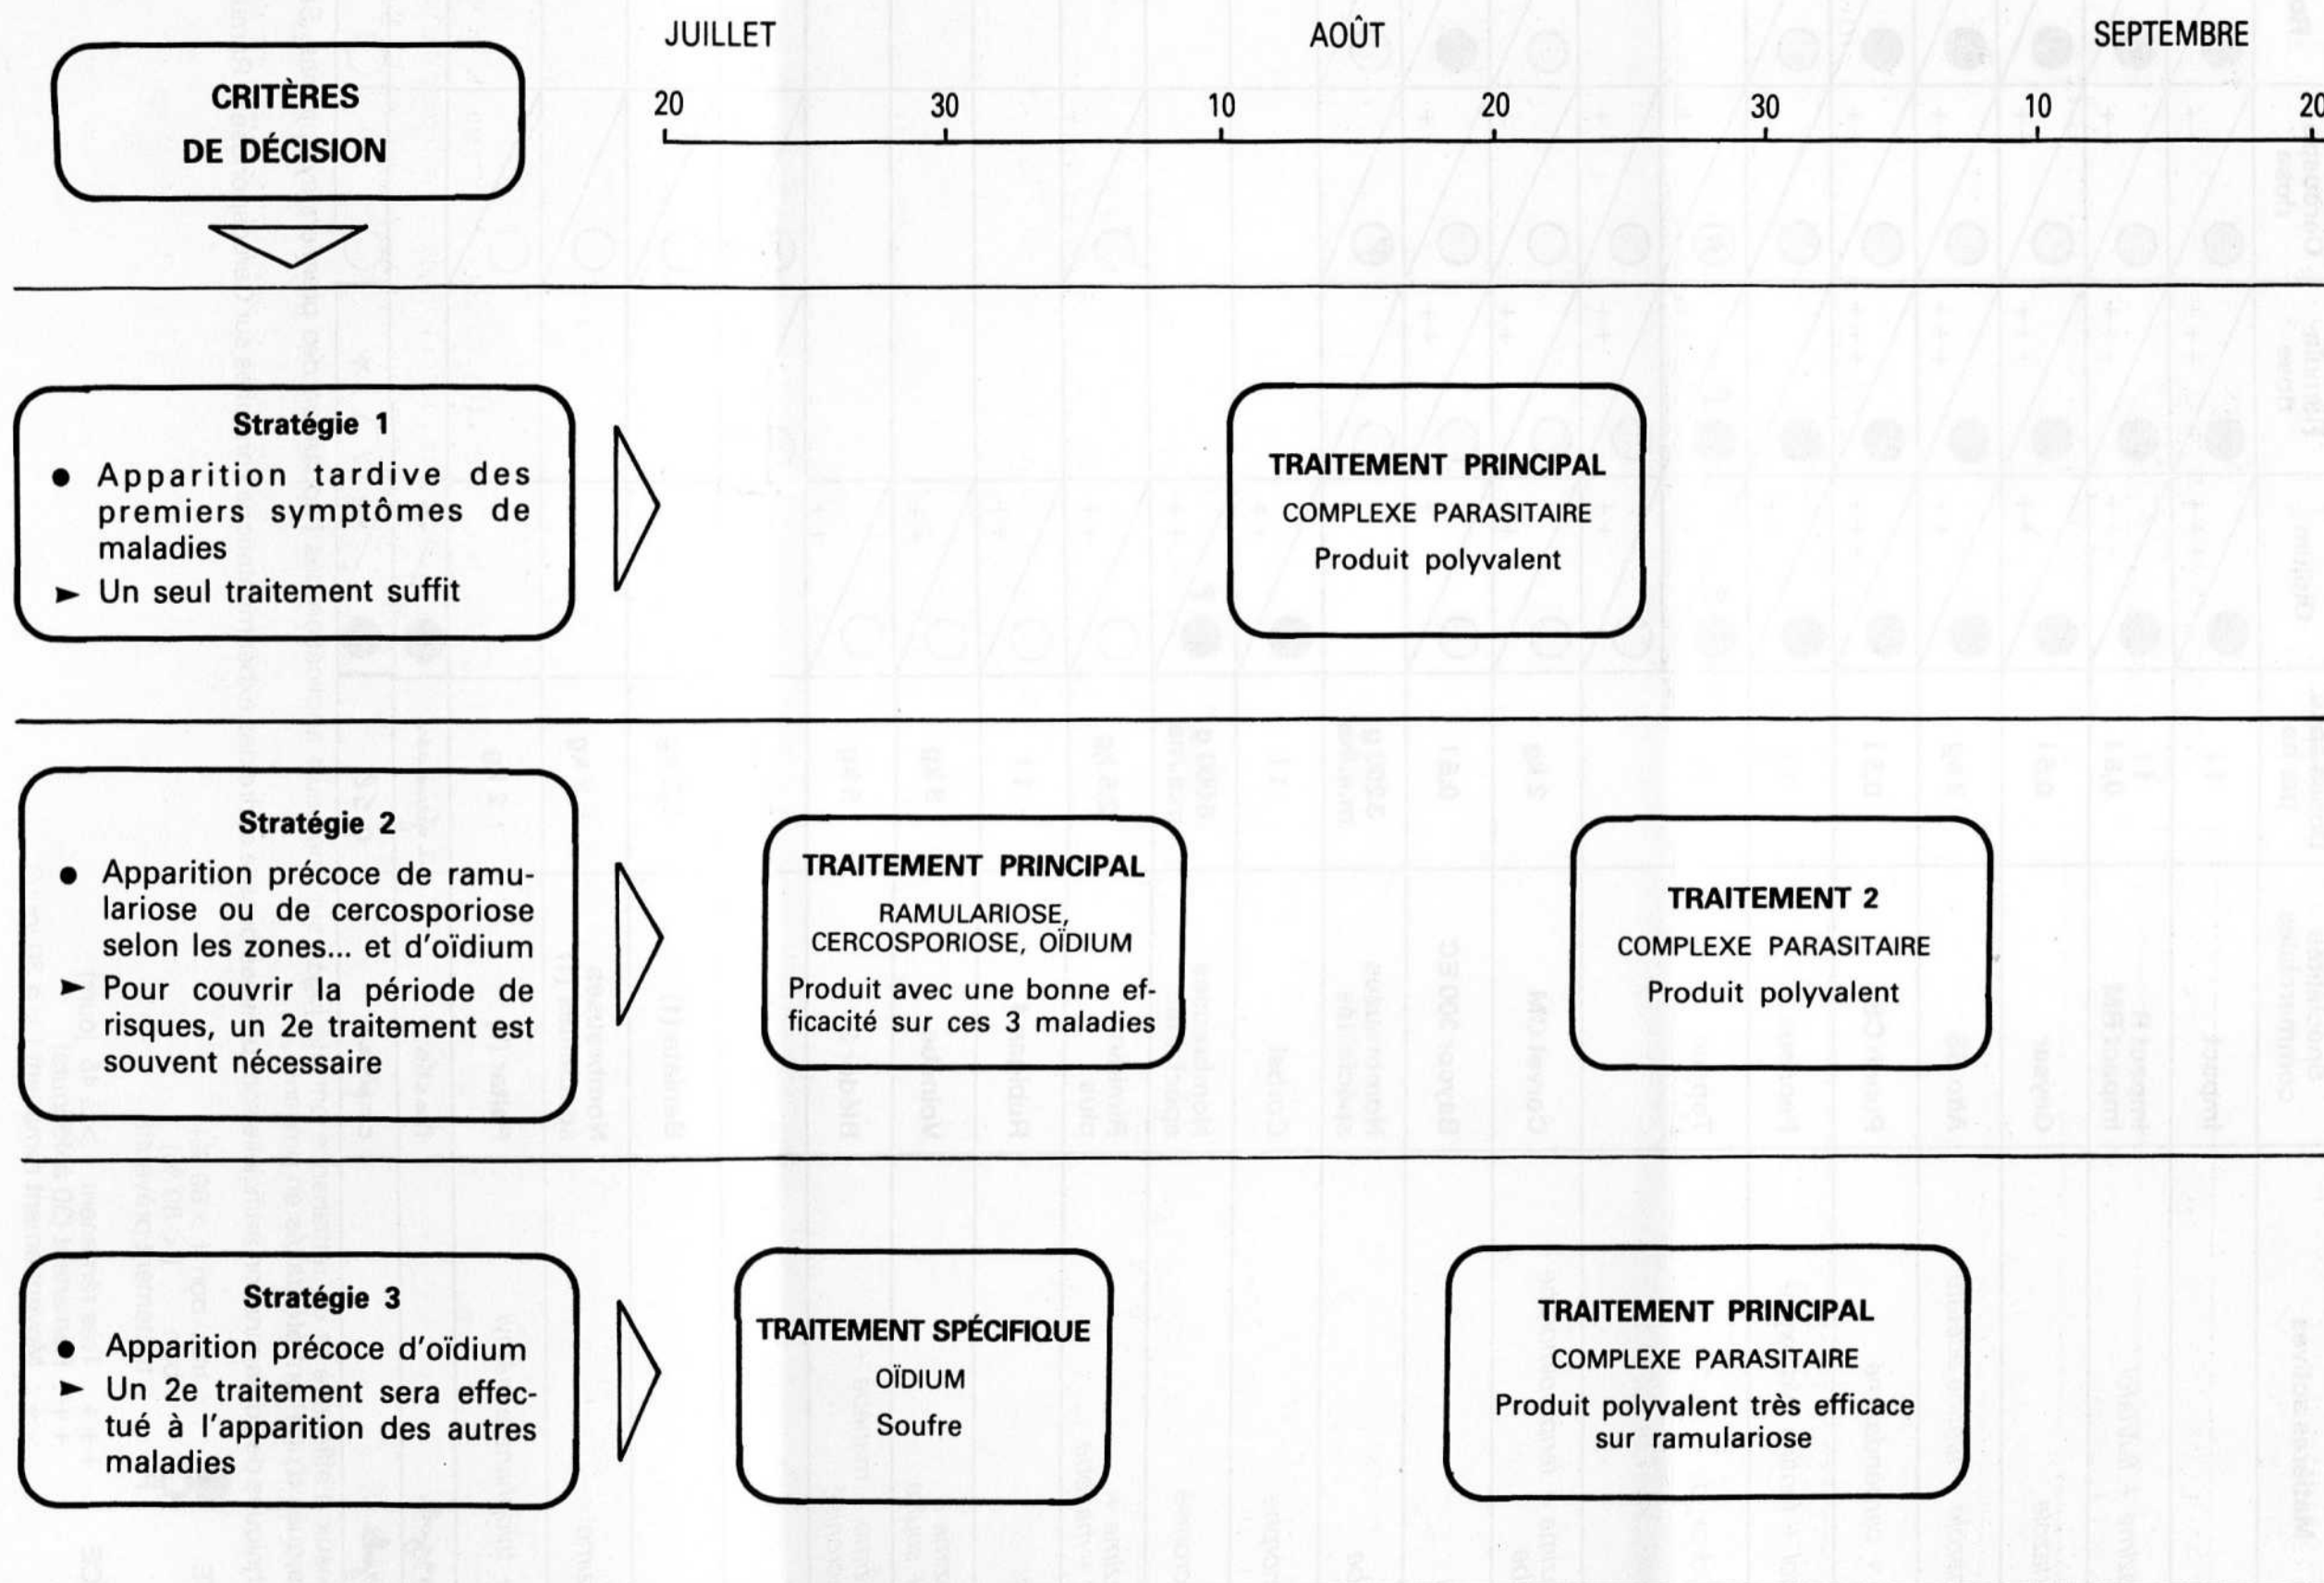 JUILLET AOÛT SEPTEMBRE
CRITÈRES
DE DÉCISION
20 30 10 20 30 10 20
Stratégie 1
● Apparition tardive des
premiers symptômes de
maladies
► Un seul traitement suffit
TRAITEMENT PRINCIPAL
COMPLEXE PARASITAIRE
Produit polyvalent
Stratégie 2
● Apparition précoce de ramu-
lariose ou de cercosporiose
selon les zones... et d'oïdium
► Pour couvrir la période de
risques, un 2e traitement est
souvent nécessaire
TRAITEMENT PRINCIPAL
RAMULARIOSE,
CERCOSPORIOSE, OÏDIUM
Produit avec une bonne ef-
ficacité sur ces 3 maladies
TRAITEMENT 2
COMPLEXE PARASITAIRE
Produit polyvalent
Stratégie 3
● Apparition précoce d'oïdium
► Un 2e traitement sera effec-
tué à l'apparition des autres
maladies
TRAITEMENT SPÉCIFIQUE
OÏDIUM
Soufre
TRAITEMENT PRINCIPAL
COMPLEXE PARASITAIRE
Produit polyvalent très efficace
sur ramulariose